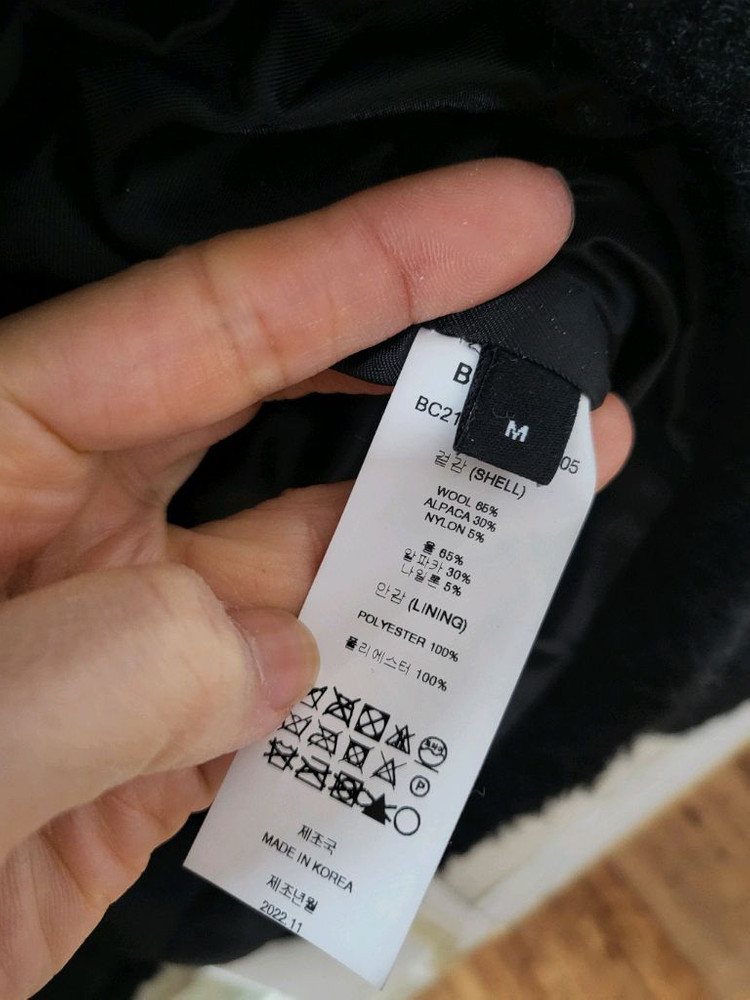 B
M
BC21
05
겉감 (SHELL)
WOOL 65%
ALPACA 30%
NYLON 5%
울 65%
알파카 30%
나일론 5%
안감 (LINING)
POLYESTER 100%
폴리에스터 100%
P
제조국
MADE IN KOREA
제조년월
2022.11